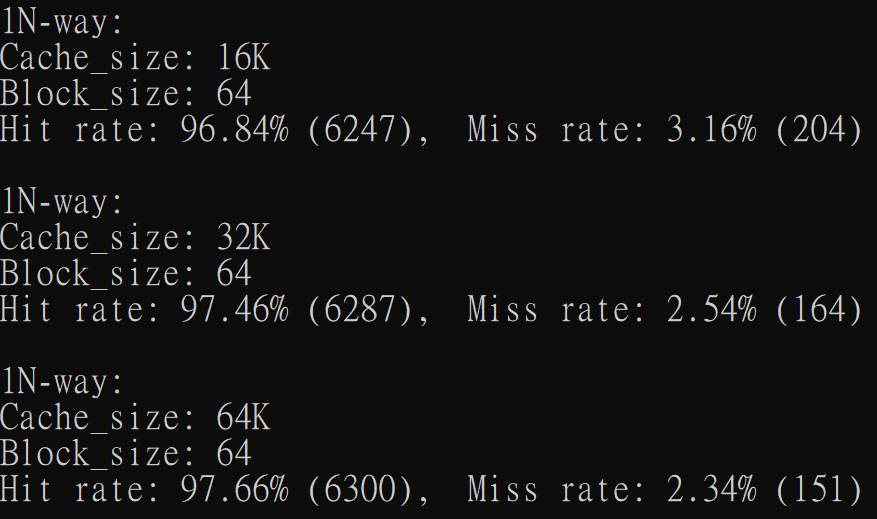 1N-way:
Cache_size: 16K
Block_size: 64
Hit rate: 96.84% (6247),  Miss rate: 3.16% (204)
1N-way:
Cache_size: 32K
Block_size: 64
Hit rate: 97.46% (6287),  Miss rate: 2.54% (164)
1N-way:
Cache_size: 64K
Block_size: 64
Hit rate: 97.66% (6300),  Miss rate: 2.34% (151)